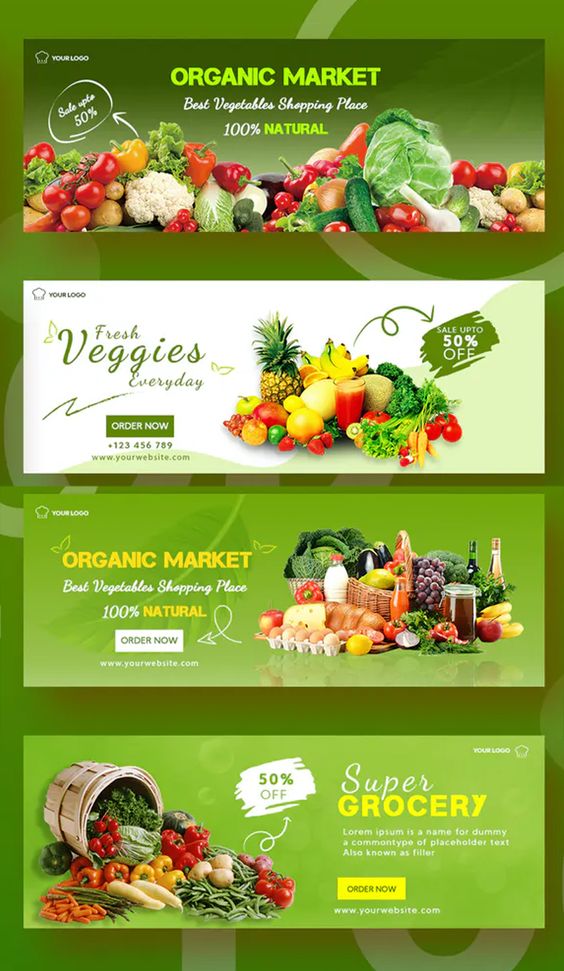 YOUR LOGO
ORGANIC MARKET
Best Vegetables Shopping Place
100% NATURAL
Sale upto
50%
YOUR LOGO
Fresh
Veggies
Everyday
ORDER NOW
+123 456 789
www.yourwebsite.com
SALE UPTO
50%
OFF
YOUR LOGO
ORGANIC MARKET
Best Vegetables Shopping Place
100% NATURAL
ORDER NOW
www.yourwebsite.com
YOUR LOGO
50%
OFF
Super
GROCERY
Lorem ipsum is a name for dummy
a commontype of placeholder text
Also known as filler
ORDER NOW
www.yourwebsite.com